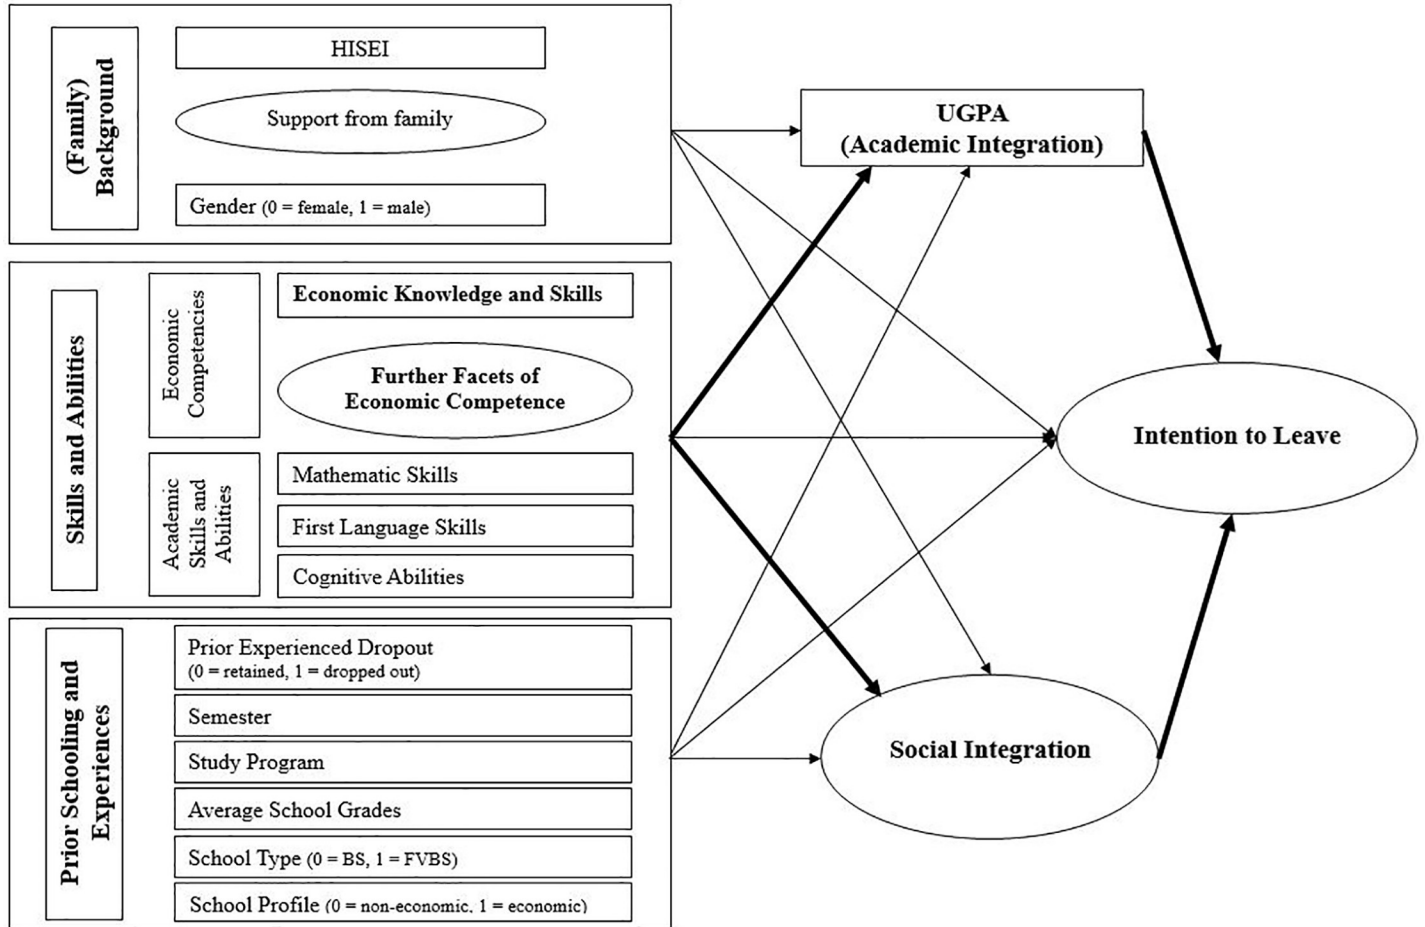 (Family)
Background
HISEI
Support from family
Gender (0 = female, 1 = male)
Skills and Abilities
Economic
Competencies
Economic Knowledge and Skills
Further Facets of
Economic Competence
Academic
Skills and
Abilities
Mathematic Skills
First Language Skills
Cognitive Abilities
Prior Schooling and
Experiences
Prior Experienced Dropout
(0 = retained, 1 = dropped out)
Semester
Study Program
Average School Grades
School Type (0 = BS, 1 = FVBS)
School Profile (0 = non-economic, 1 = economic)
UGPA
(Academic Integration)
Intention to Leave
Social Integration